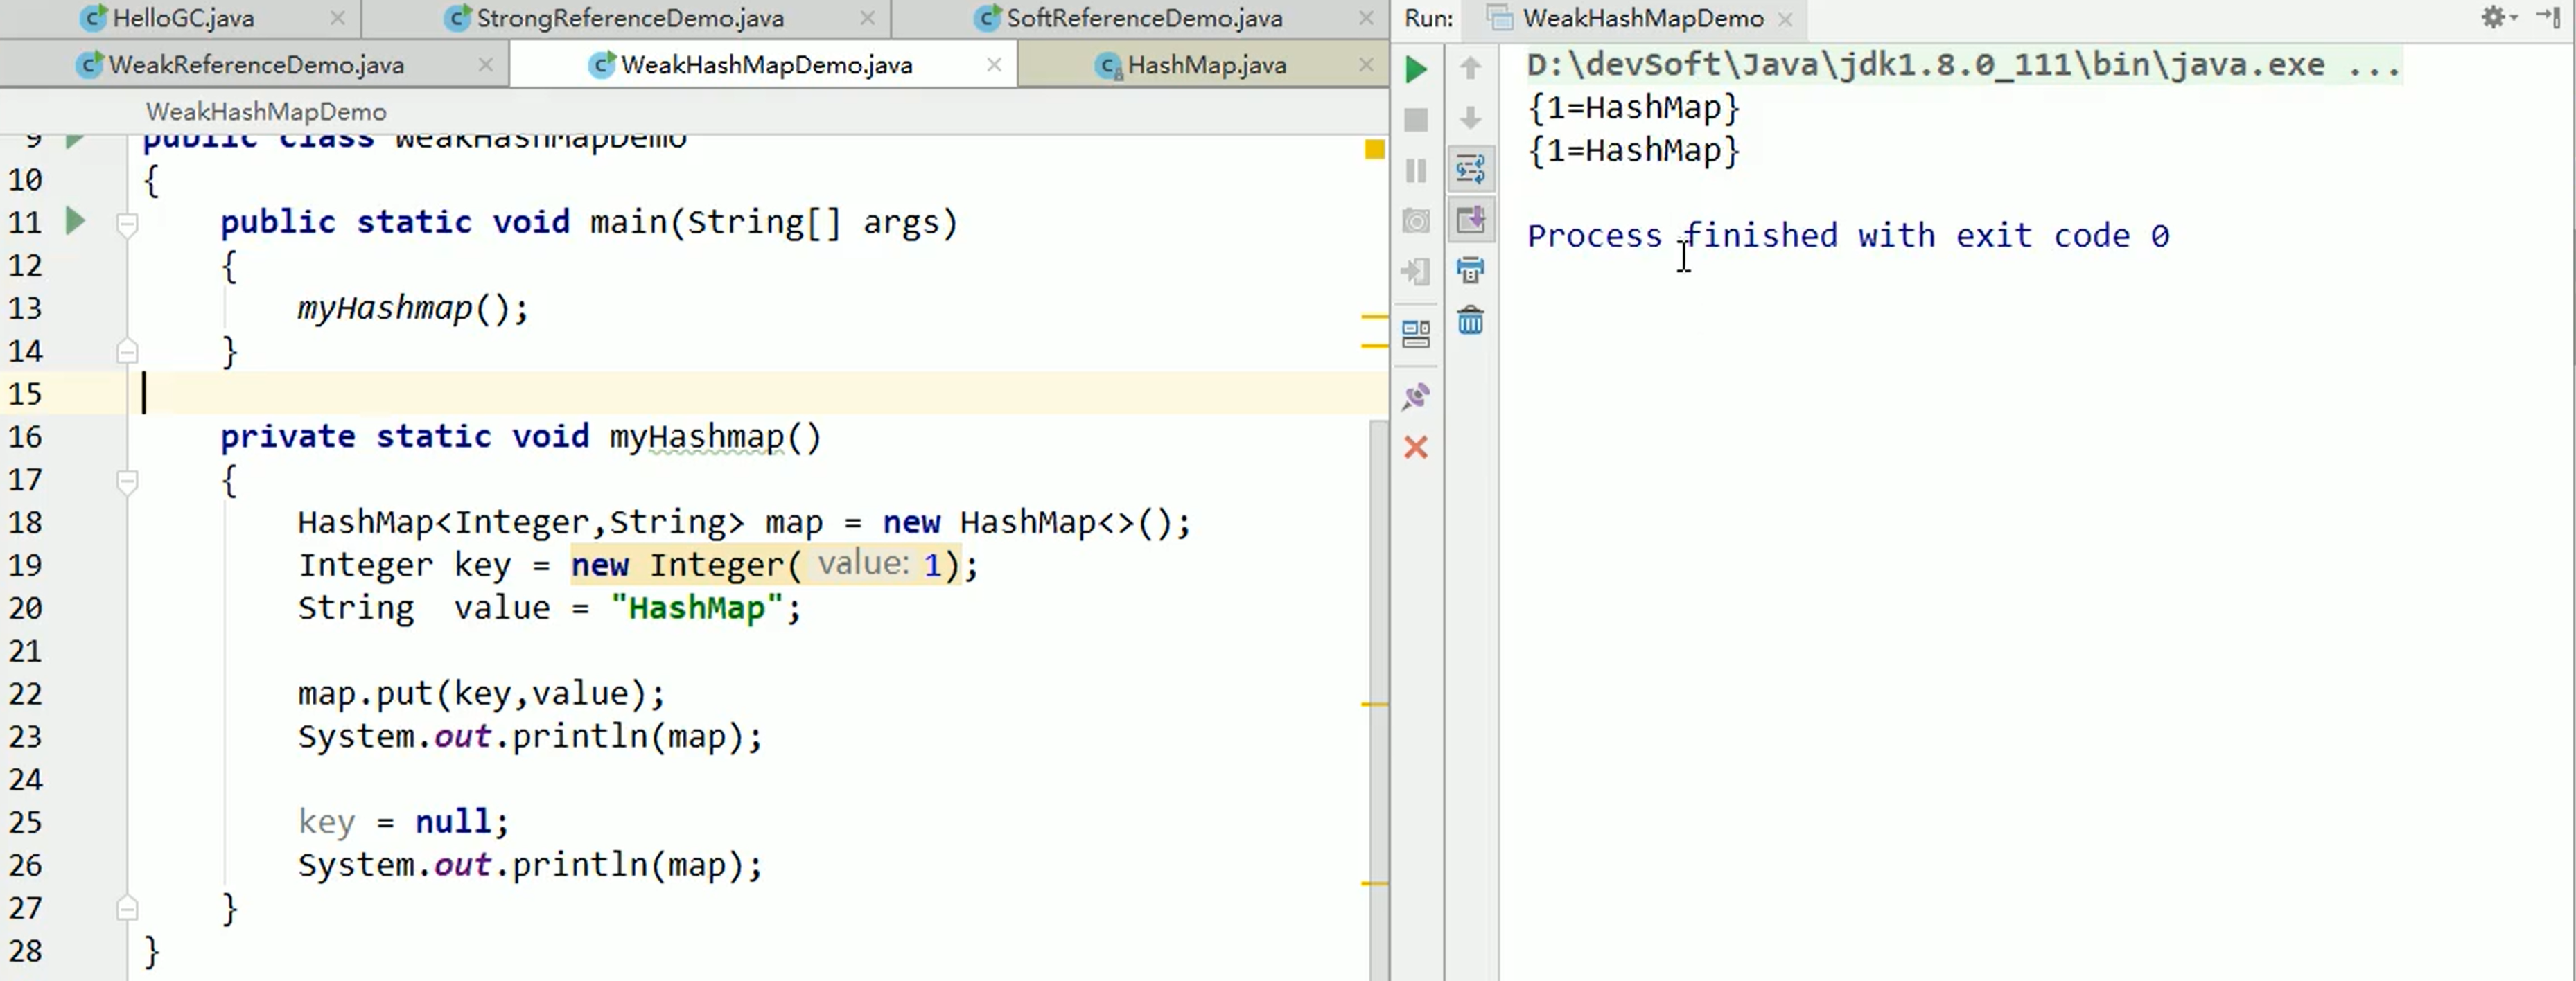 HelloGC.java
StrongReferenceDemo.java
SoftReferenceDemo.java
WeakReferenceDemo.java
WeakHashMapDemo.java
HashMap.java
WeakHashMapDemo
9 public class WeakHashMapDemo
10 {
11 public static void main(String[] args)
12 {
13 myHashmap();
14 }
15
16 private static void myHashmap()
17 {
18 HashMap<Integer,String> map = new HashMap<>();
19 Integer key = new Integer( value: 1);
20 String  value = "HashMap";
21
22 map.put(key,value);
23 System.out.println(map);
24
25 key = null;
26 System.out.println(map);
27 }
28 }
Run: WeakHashMapDemo
D:\devSoft\Java\jdk1.8.0_111\bin\java.exe ...
{1=HashMap}
{1=HashMap}
Process finished with exit code 0